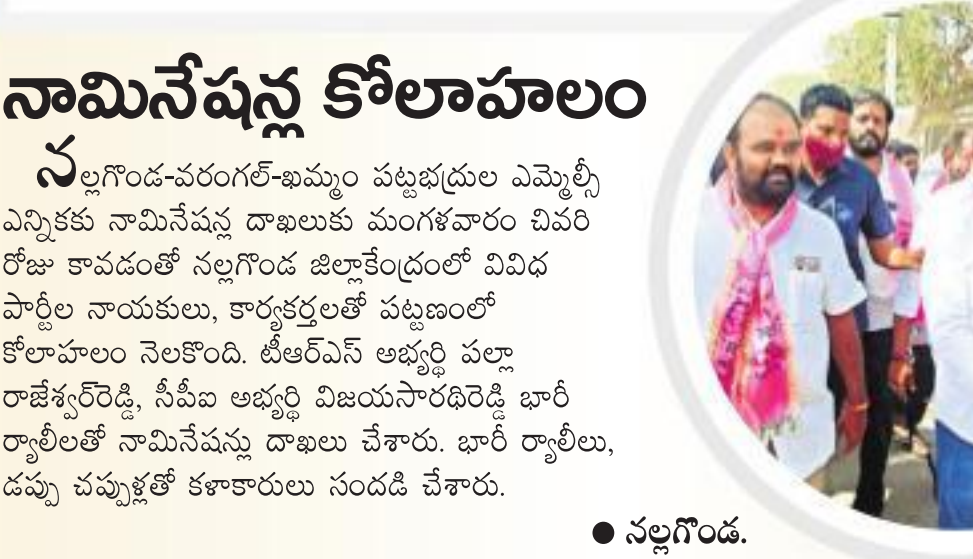 నామినేషన్ల కోలాహలం
నల్లగొండ-వరంగల్-ఖమ్మం పట్టభద్రుల ఎమ్మెల్సీ
ఎన్నికకు నామినేషన్ల దాఖలుకు మంగళవారం చివరి
రోజు కావడంతో నల్లగొండ జిల్లాకేంద్రంలో వివిధ
పార్టీల నాయకులు, కార్యకర్తలతో పట్టణంలో
కోలాహలం నెలకొంది. టీఆర్ఎస్ అభ్యర్థి పల్లా
రాజేశ్వర్‌రెడ్డి, సీపీఐ అభ్యర్థి విజయసారథిరెడ్డి భారీ
ర్యాలీలతో నామినేషన్లు దాఖలు చేశారు. భారీ ర్యాలీలు,
డప్పు చప్పుళ్లతో కళాకారులు సందడి చేశారు.
● నల్లగొండ.